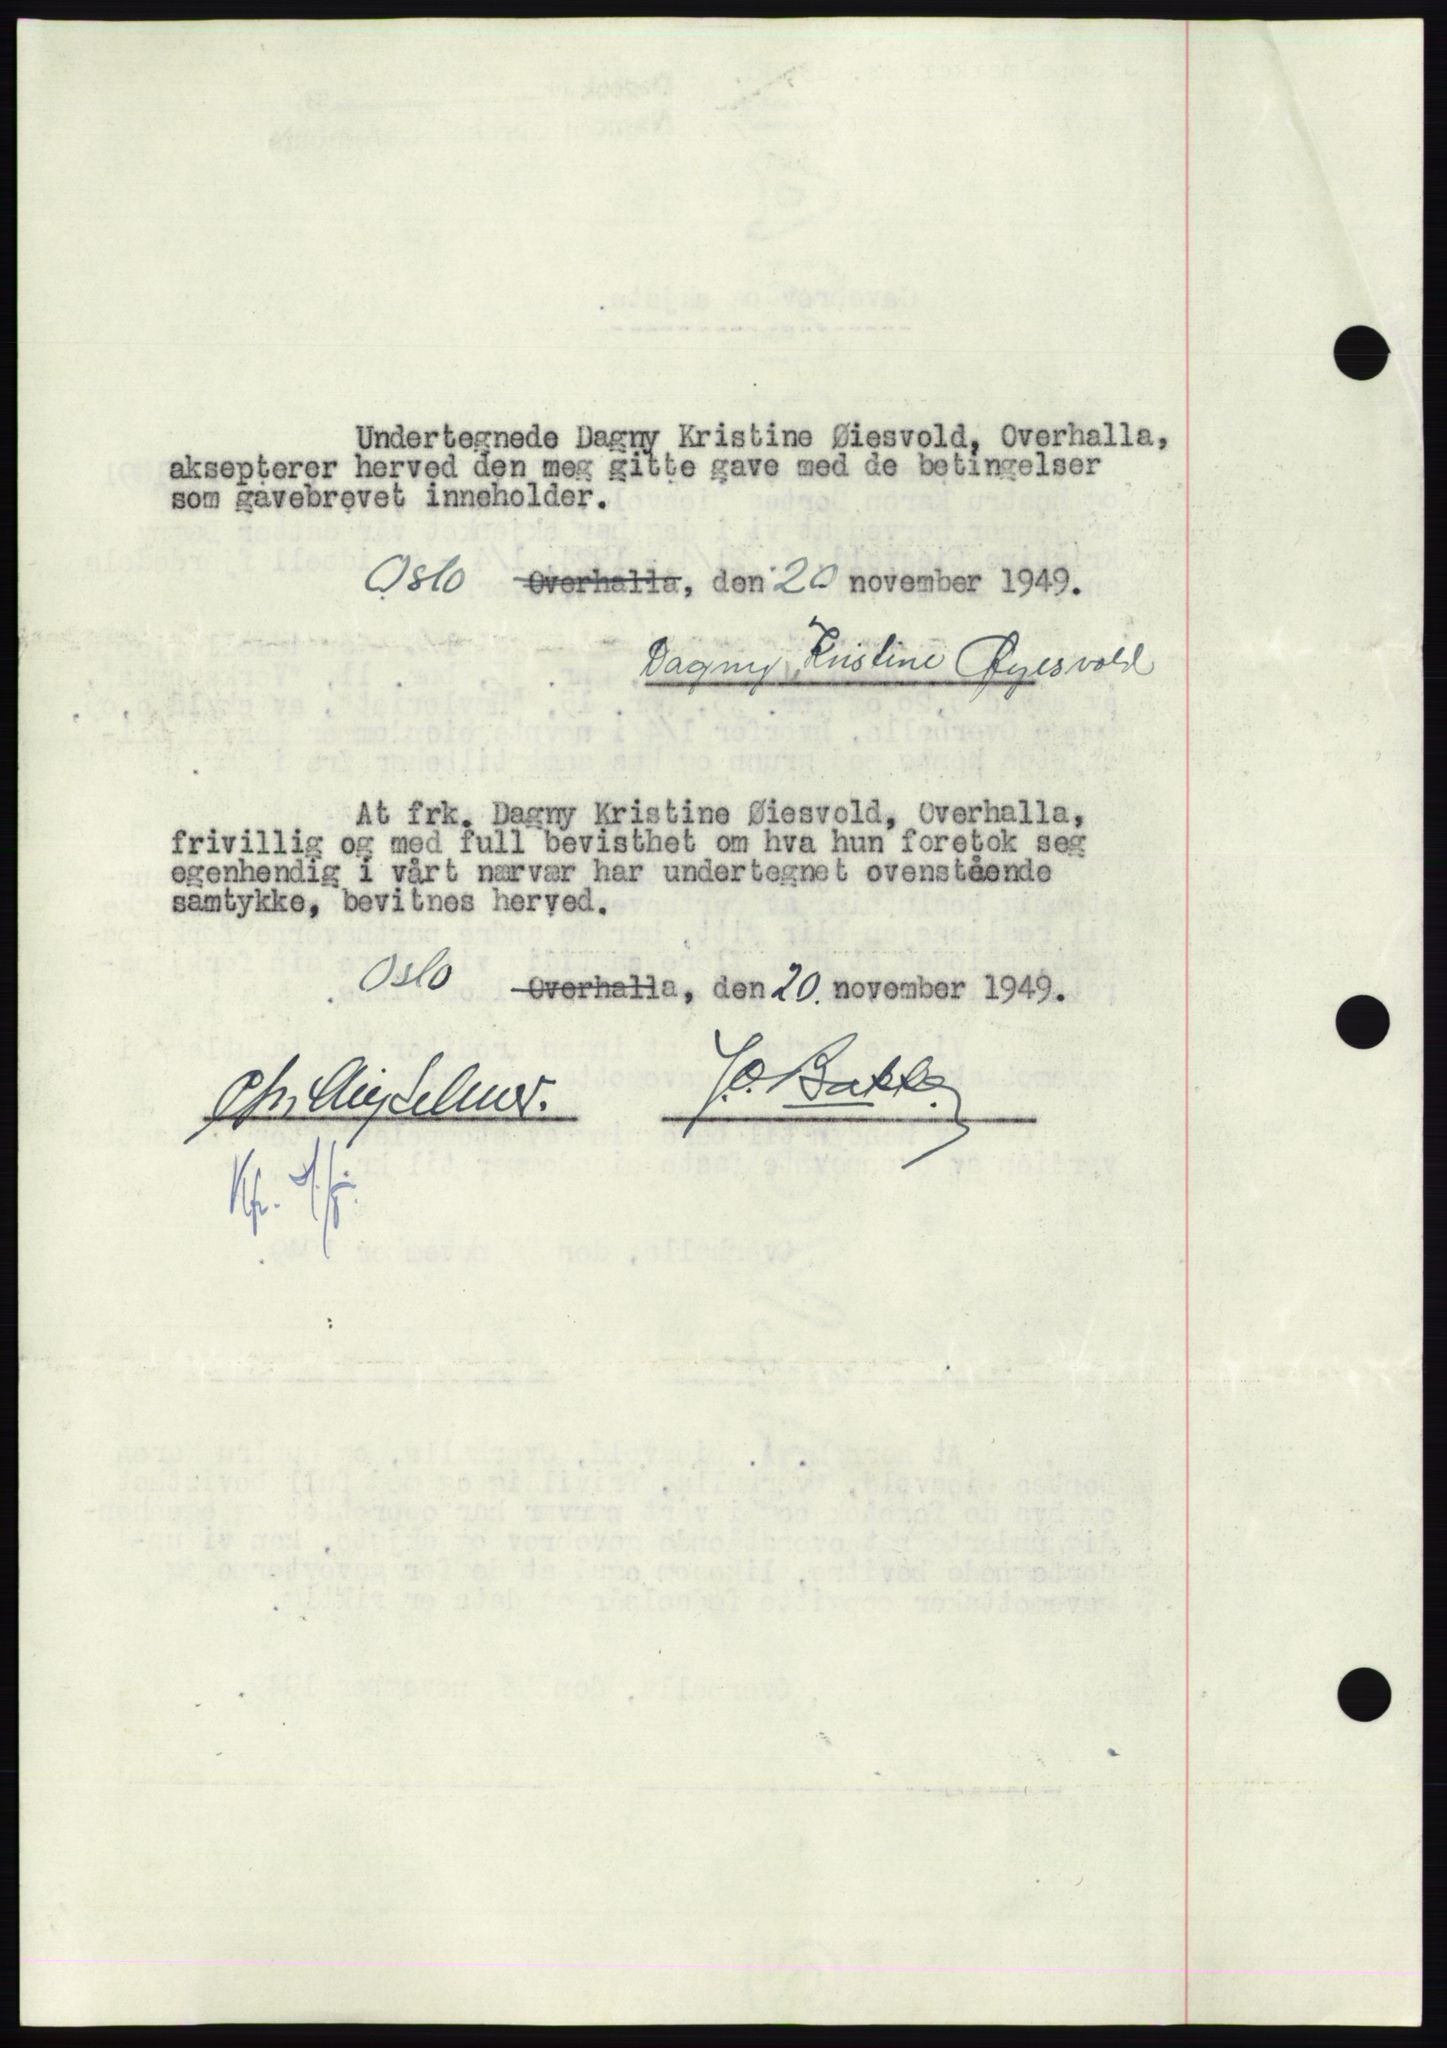 Undertegnede Dagny Kristine Øiesvold, Overhalla,
aksepterer herved den meg gitte gave med de betingelser
som gavebrevet inneholder.
Oslo Overhalla, den 20 november 1949.
Dagny Kristine Øyesvold
At frk. Dagny Kristine Øiesvold, Overhalla,
frivillig og med full bevisthet om hva hun foretok seg
egenhendig i vårt nærvær har undertegnet ovenstående
samtykke, bevitnes herved.
Oslo Overhalla, den 20. november 1949.
Bakke.